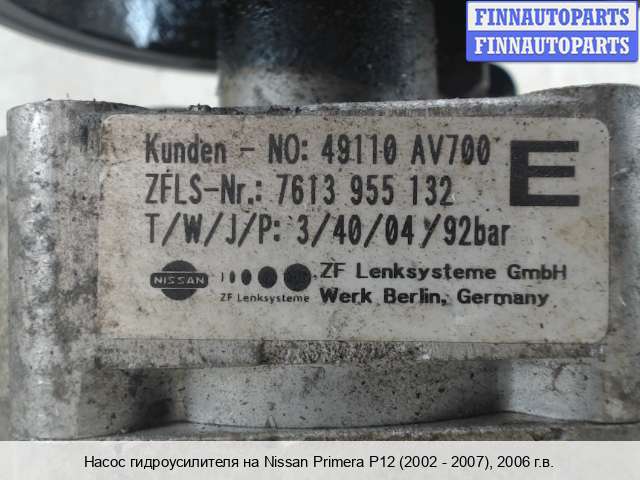 FINNAUTOPARTS
FINNAUTOPARTS
Kunden - NO: 49110 AV700
E
ZFLS-Nr.: 7613 955 132
T/W/J/P: 3/40/04/92bar
NISSAN
ZF Lenksysteme
ZF Lenksysteme GmbH
Werk Berlin, Germany
Насос гидроусилителя на Nissan Primera P12 (2002 - 2007), 2006 г.в.